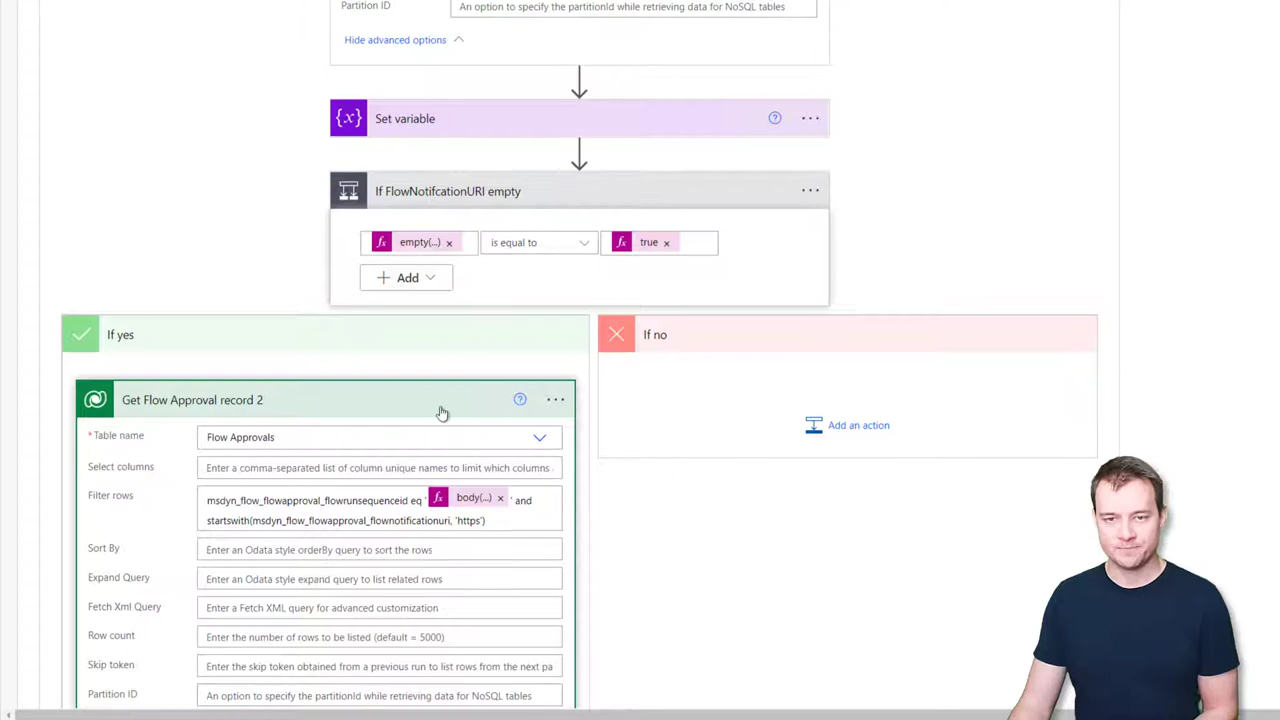 Partition ID
An option to specify the partitionId while retrieving data for NoSQL tables
Hide advanced options
{x} Set variable
If FlowNotifcationURI empty
fx empty(...) x
is equal to
fx true x
+ Add
If yes
If no
Get Flow Approval record 2
Add an action
* Table name
Flow Approvals
Select columns
Enter a comma-separated list of column unique names to limit which columns
Filter rows
msdyn_flow_flowapproval_flowrunsequenceid eq ' fx body(...) x ' and
startswith(msdyn_flow_flowapproval_flownotificationuri, 'https')
Sort By
Enter an Odata style orderBy query to sort the rows
Expand Query
Enter an Odata style expand query to list related rows
Fetch Xml Query
Enter a Fetch XML query for advanced customization
Row count
Enter the number of rows to be listed (default = 5000)
Skip token
Enter the skip token obtained from a previous run to list rows from the next pa
Partition ID
An option to specify the partitionId while retrieving data for NoSQL tables